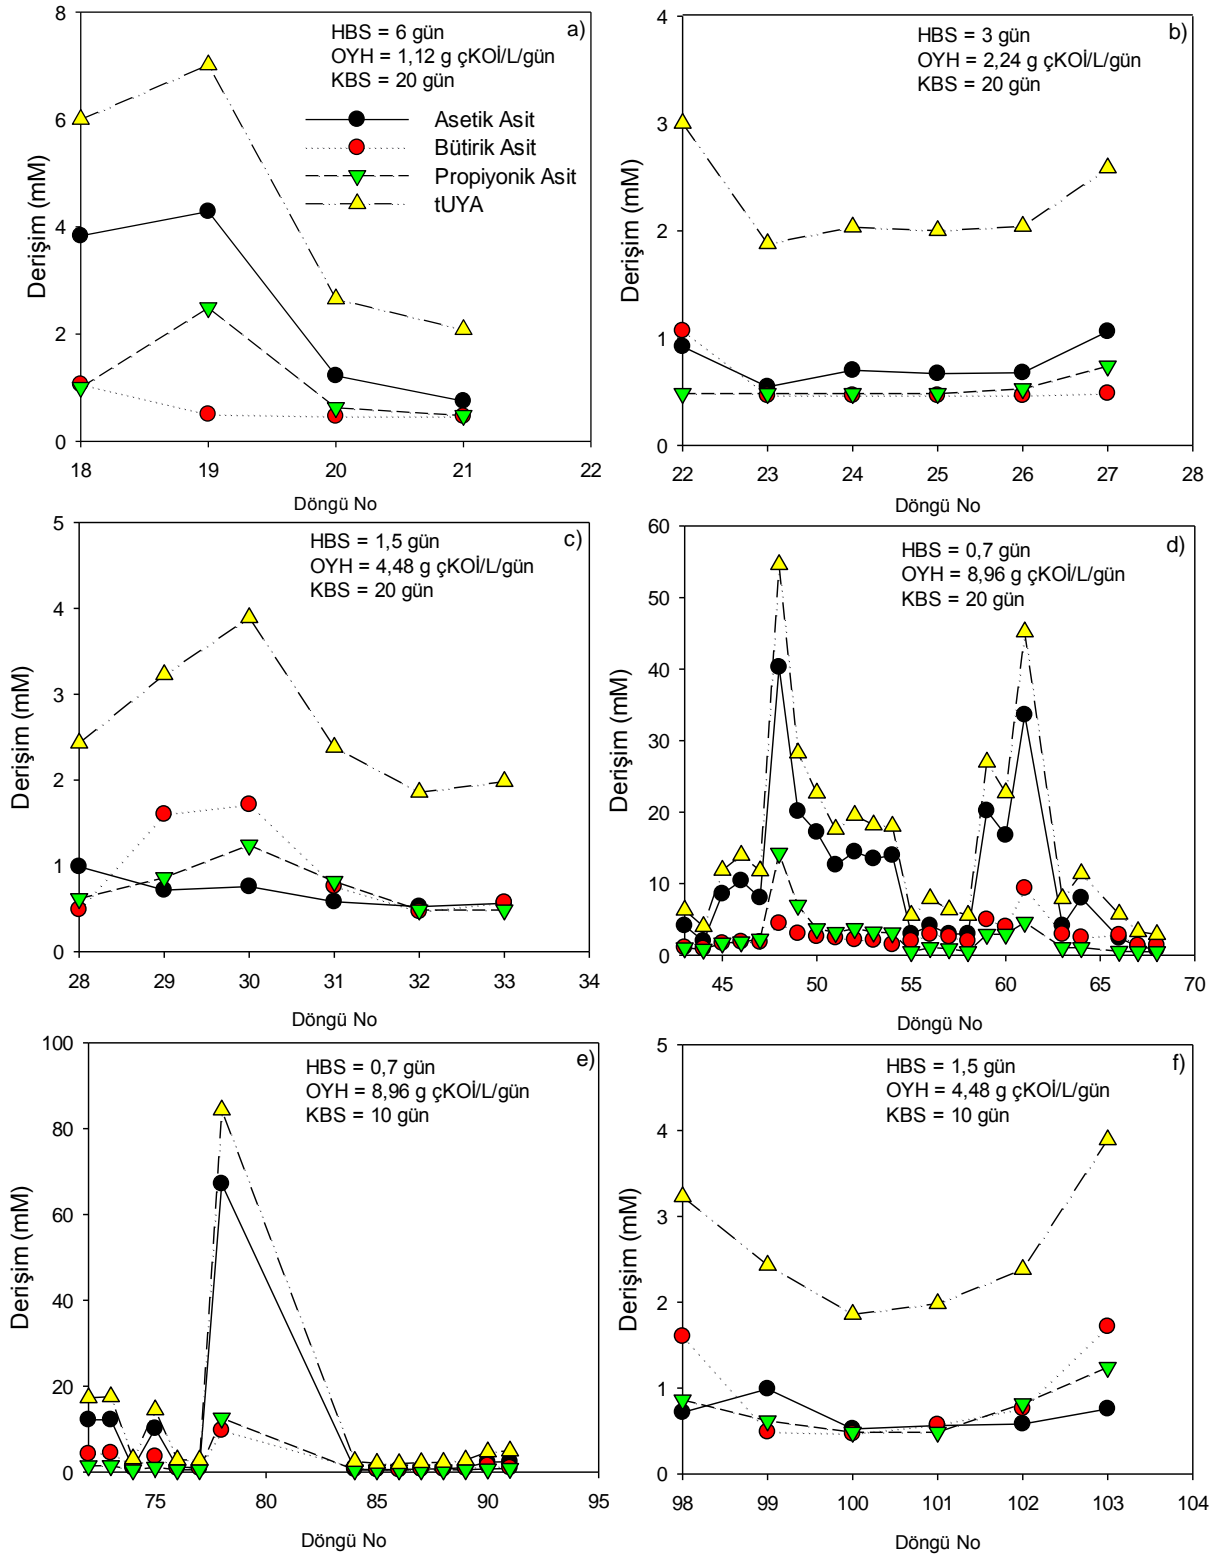 a)
HBS = 6 gün
OYH = 1,12 g çKOİ/L/gün
KBS = 20 gün
Asetik Asit
Bütirik Asit
Propiyonik Asit
tUYA
Derişim (mM)
8
6
4
2
0
18 19 20 21 22
Döngü No
b)
HBS = 3 gün
OYH = 2,24 g çKOİ/L/gün
KBS = 20 gün
Derişim (mM)
4
3
2
1
0
22 23 24 25 26 27 28
Döngü No
c)
HBS = 1,5 gün
OYH = 4,48 g çKOİ/L/gün
KBS = 20 gün
Derişim (mM)
5
4
3
2
1
0
28 29 30 31 32 33 34
Döngü No
d)
HBS = 0,7 gün
OYH = 8,96 g çKOİ/L/gün
KBS = 20 gün
Derişim (mM)
60
50
40
30
20
10
0
45 50 55 60 65 70
Döngü No
e)
HBS = 0,7 gün
OYH = 8,96 g çKOİ/L/gün
KBS = 10 gün
Derişim (mM)
100
80
60
40
20
0
75 80 85 90 95
Döngü No
f)
HBS = 1,5 gün
OYH = 4,48 g çKOİ/L/gün
KBS = 10 gün
Derişim (mM)
5
4
3
2
1
0
98 99 100 101 102 103 104
Döngü No